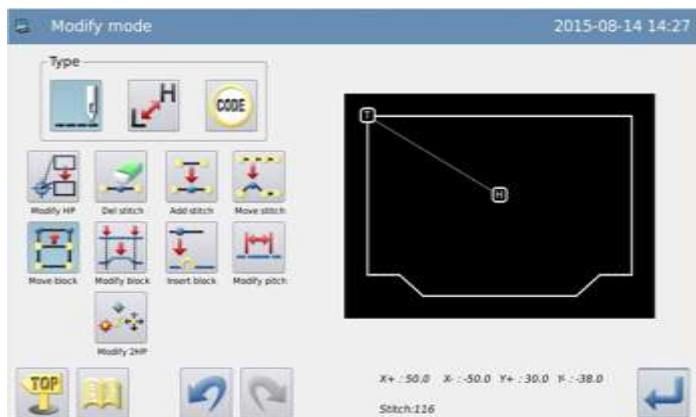 Modify mode 2015-08-14 14:27
Type
L H CODE
Modify HP Del stitch Add stitch Move stitch
Move block Modify block Insert block Modify pitch
Modify 2HP
T
H
X+ : 50.0 X- : -50.0 Y+ : 30.0 Y- : -38.0
TOP
Stitch:116